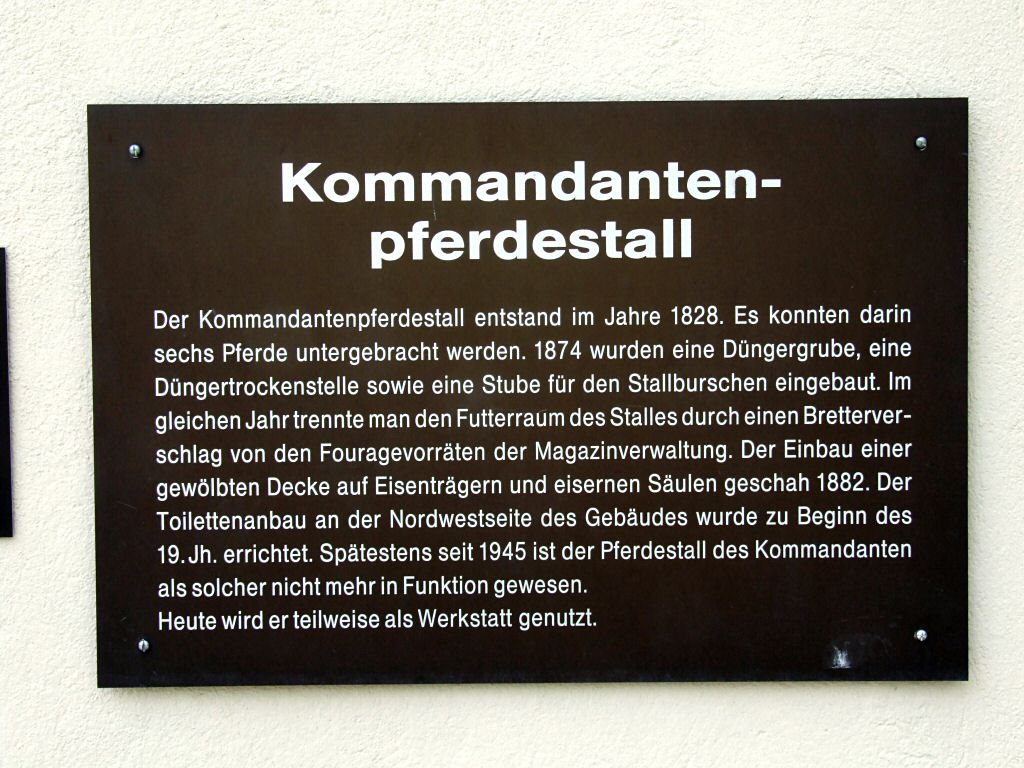 Kommandanten-
pferdestall
Der Kommandantenpferdestall entstand im Jahre 1828. Es konnten darin
sechs Pferde untergebracht werden. 1874 wurden eine Düngergrube, eine
Düngertrockenstelle sowie eine Stube für den Stallburschen eingebaut. Im
gleichen Jahr trennte man den Futterraum des Stalles durch einen Bretterver-
schlag von den Fouragevorräten der Magazinverwaltung. Der Einbau einer
gewölbten Decke auf Eisenträgern und eisernen Säulen geschah 1882. Der
Toilettenanbau an der Nordwestseite des Gebäudes wurde zu Beginn des
19. Jh. errichtet. Spätestens seit 1945 ist der Pferdestall des Kommandanten
als solcher nicht mehr in Funktion gewesen.
Heute wird er teilweise als Werkstatt genutzt.